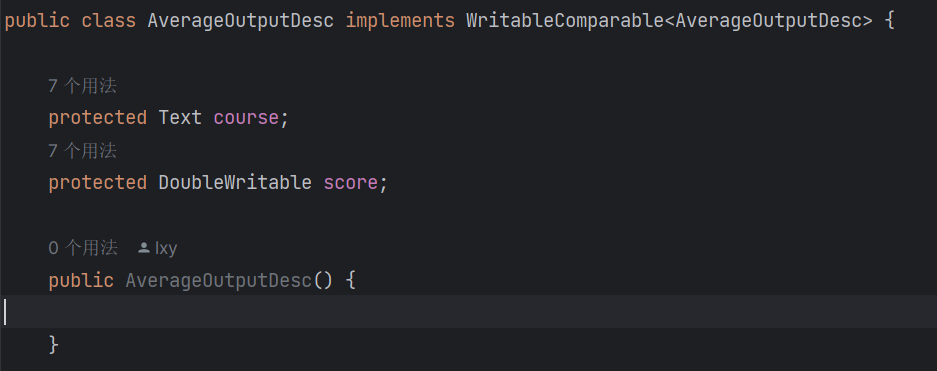 public class AverageOutputDesc implements WritableComparable<AverageOutputDesc> {
7 个用法
protected Text course;
7 个用法
protected DoubleWritable score;
0 个用法 lxy
public AverageOutputDesc() {
}